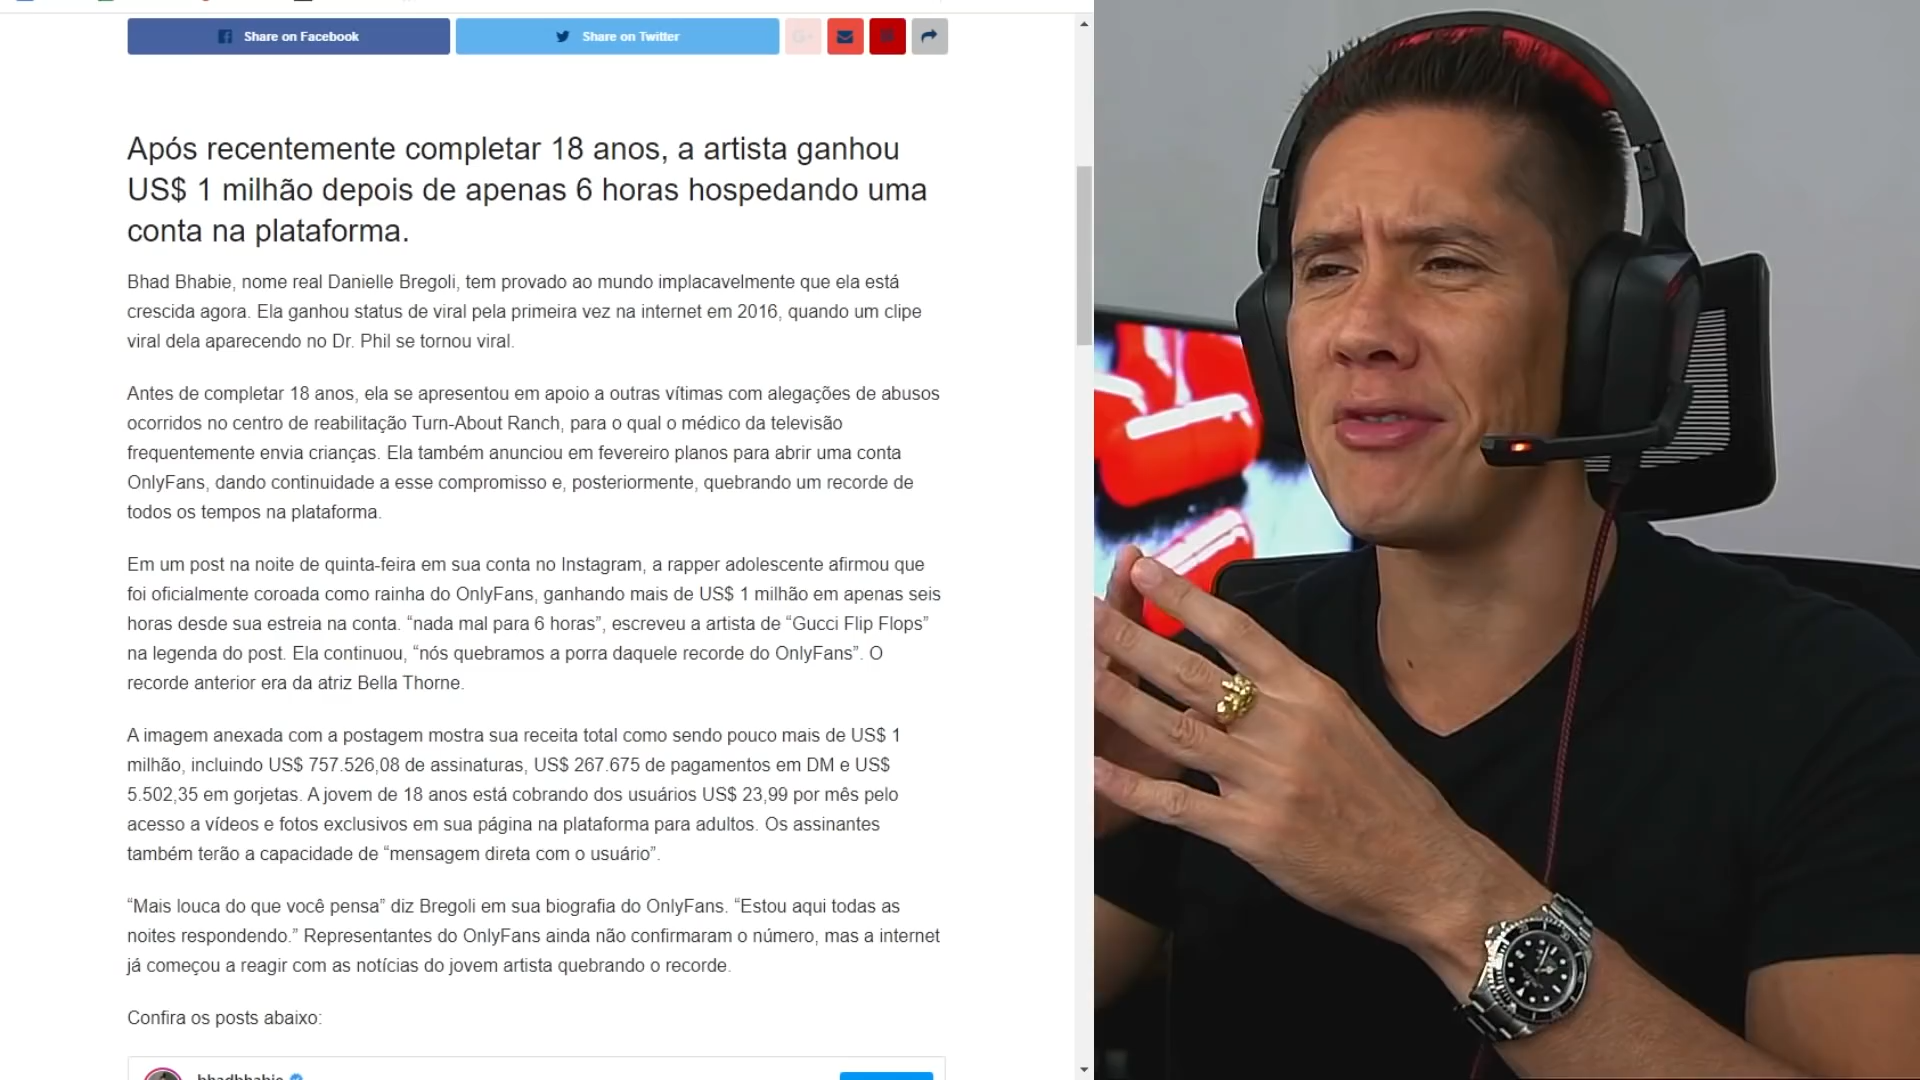 Share on Facebook
Share on Twitter
Após recentemente completar 18 anos, a artista ganhou
US$ 1 milhão depois de apenas 6 horas hospedando uma
conta na plataforma.
Bhad Bhabie, nome real Danielle Bregoli, tem provado ao mundo implacavelmente que ela está
crescida agora. Ela ganhou status de viral pela primeira vez na internet em 2016, quando um clipe
viral dela aparecendo no Dr. Phil se tornou viral.
Antes de completar 18 anos, ela se apresentou em apoio a outras vítimas com alegações de abusos
ocorridos no centro de reabilitação Turn-About Ranch, para o qual o médico da televisão
frequentemente envia crianças. Ela também anunciou em fevereiro planos para abrir uma conta
OnlyFans, dando continuidade a esse compromisso e, posteriormente, quebrando um recorde de
todos os tempos na plataforma.
Em um post na noite de quinta-feira em sua conta no Instagram, a rapper adolescente afirmou que
foi oficialmente coroada como rainha do OnlyFans, ganhando mais de US$ 1 milhão em apenas seis
horas desde sua estreia na conta. “nada mal para 6 horas”, escreveu a artista de “Gucci Flip Flops”
na legenda do post. Ela continuou, “nós quebramos a porra daquele recorde do OnlyFans”. O
recorde anterior era da atriz Bella Thorne.
A imagem anexada com a postagem mostra sua receita total como sendo pouco mais de US$ 1
milhão, incluindo US$ 757.526,08 de assinaturas, US$ 267.675 de pagamentos em DM e US$
5.502,35 em gorjetas. A jovem de 18 anos está cobrando dos usuários US$ 23,99 por mês pelo
acesso a vídeos e fotos exclusivos em sua página na plataforma para adultos. Os assinantes
também terão a capacidade de “mensagem direta com o usuário”.
“Mais louca do que você pensa” diz Bregoli em sua biografia do OnlyFans. “Estou aqui todas as
noites respondendo.” Representantes do OnlyFans ainda não confirmaram o número, mas a internet
já começou a reagir com as notícias do jovem artista quebrando o recorde.
Confira os posts abaixo:
bhadbhabie